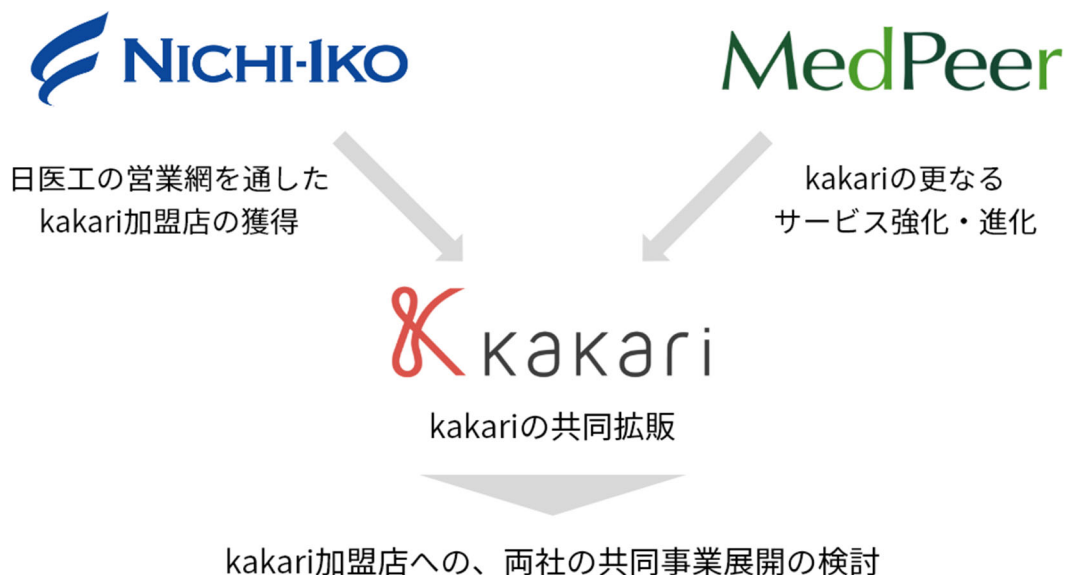 NICHI-IKO
MedPeer
日医工の営業網を通した
kakari加盟店の獲得
kakariの更なる
サービス強化・進化
kakari
kakariの共同拡販
kakari加盟店への、両社の共同事業展開の検討